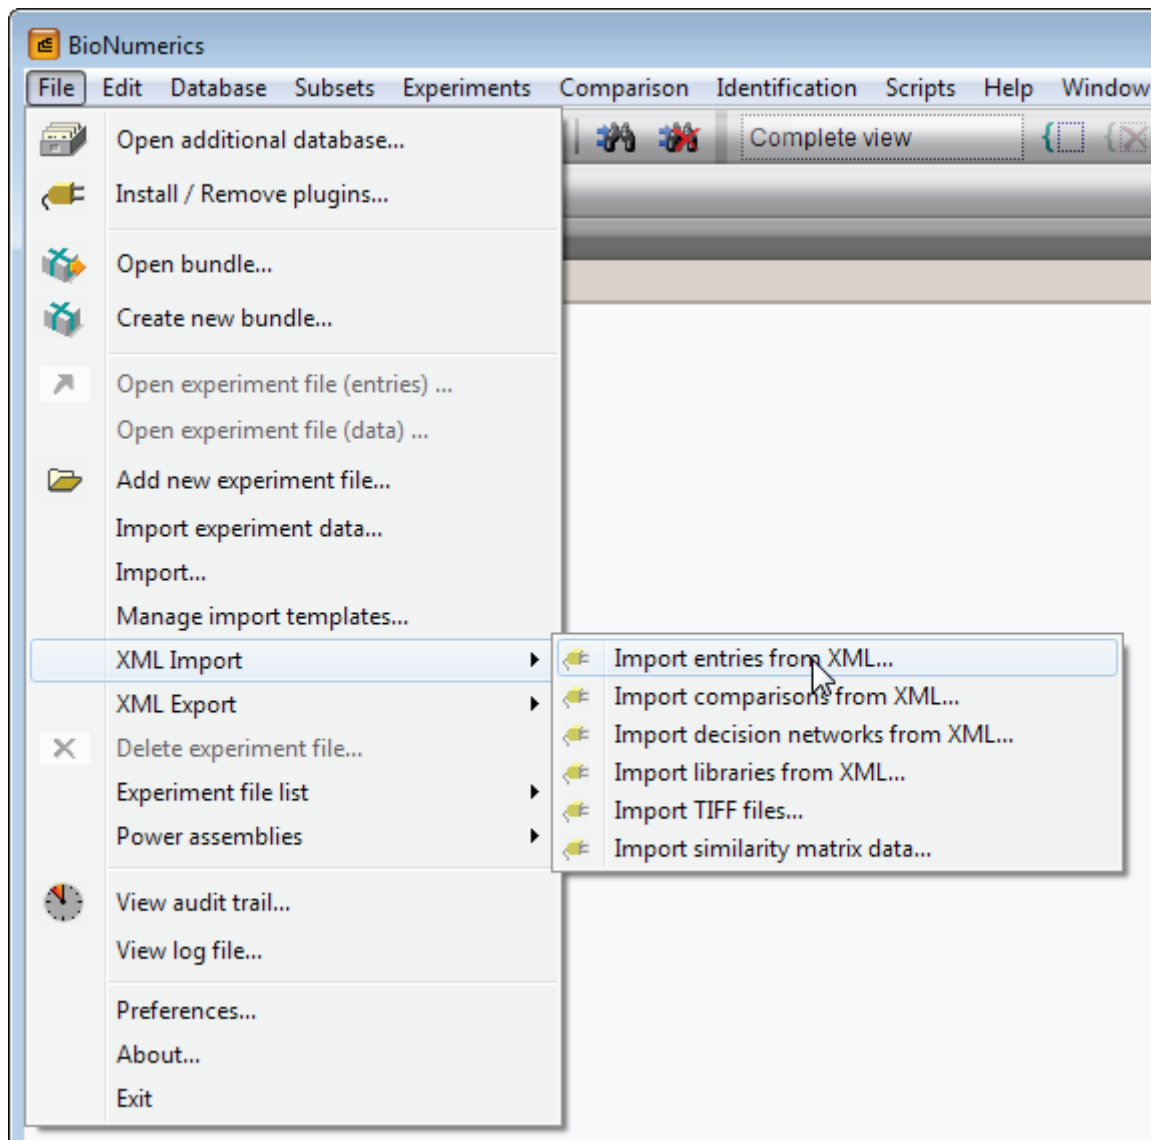 BioNumerics
File Edit Database Subsets Experiments Comparison Identification Scripts Help Window
Complete view
Open additional database...
Install / Remove plugins...
Open bundle...
Create new bundle...
Open experiment file (entries) ...
Open experiment file (data) ...
Add new experiment file...
Import experiment data...
Import...
Manage import templates...
XML Import
XML Export
Delete experiment file...
Experiment file list
Power assemblies
View audit trail...
View log file...
Preferences...
About...
Exit
Import entries from XML...
Import comparisons from XML...
Import decision networks from XML...
Import libraries from XML...
Import TIFF files...
Import similarity matrix data...